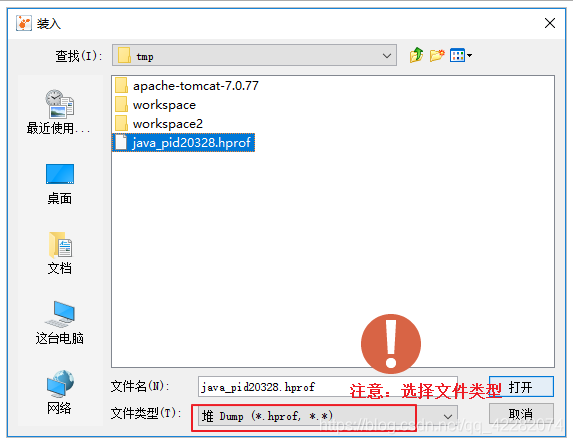 装入
查找(I):
tmp
apache-tomcat-7.0.77
workspace
workspace2
java_pid20328.hprof
最近使用...
桌面
文档
这台电脑
网络
文件名(N):
java_pid20328.hprof
注意：选择文件类型
打开
文件类型(T):
堆 Dump (*.hprof, *.*)
取消
https://blog.csdn.net/qq_42282074